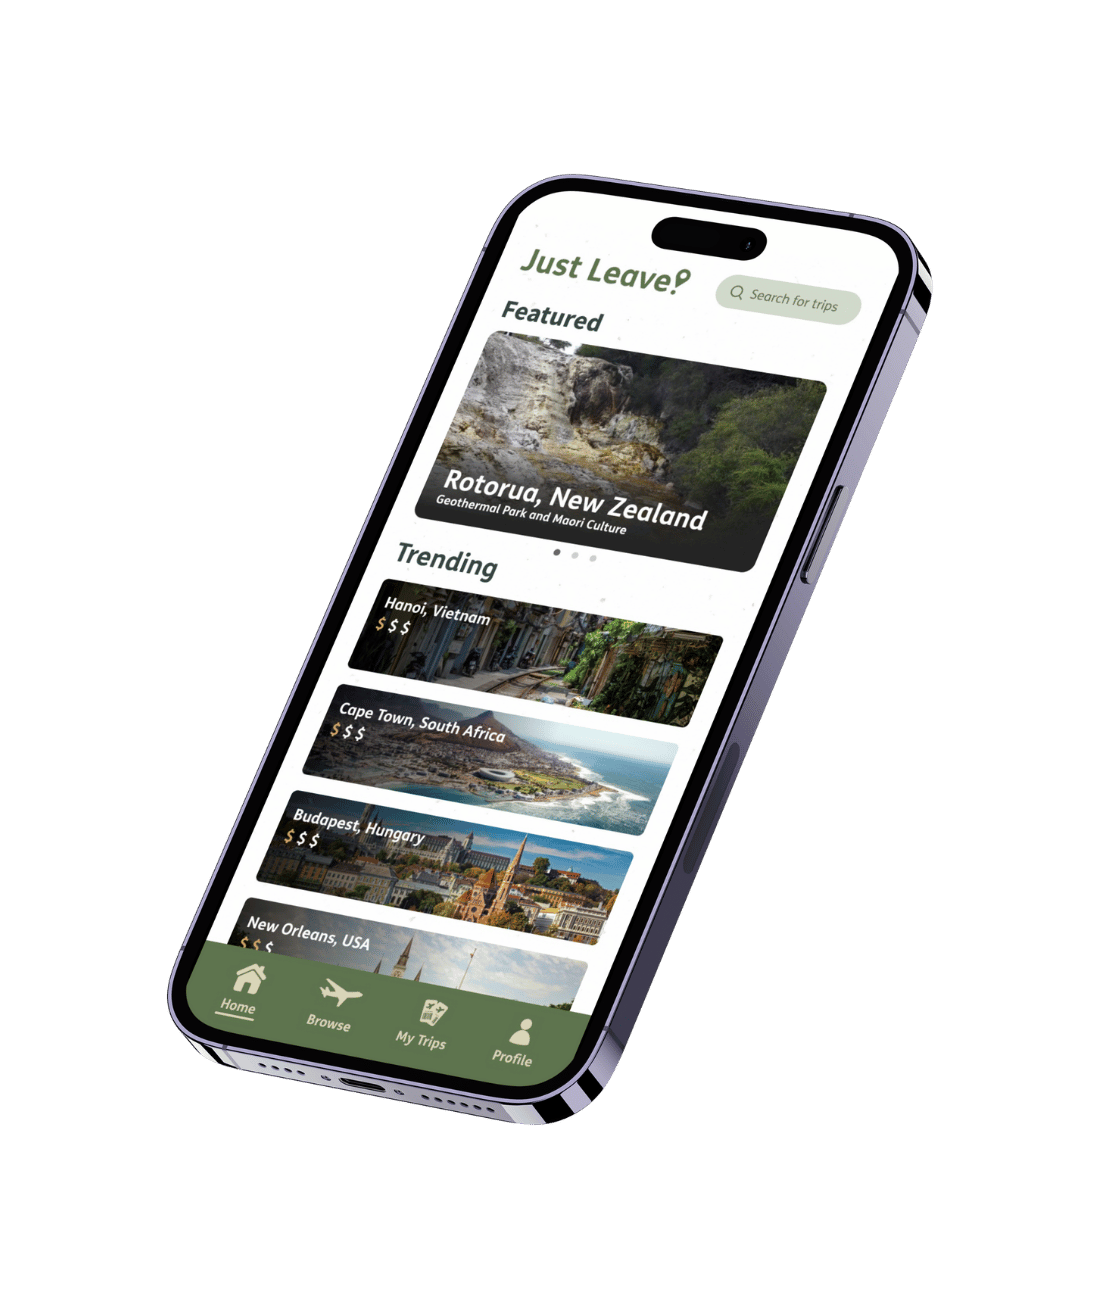 Just Leave!
Search for trips
Featured
Rotorua, New Zealand
Geothermal Park and Maori Culture
Trending
Hanoi, Vietnam
$$$
Cape Town, South Africa
$$$
Budapest, Hungary
$$$
New Orleans, USA
$$$
Home
Browse
My Trips
Profile